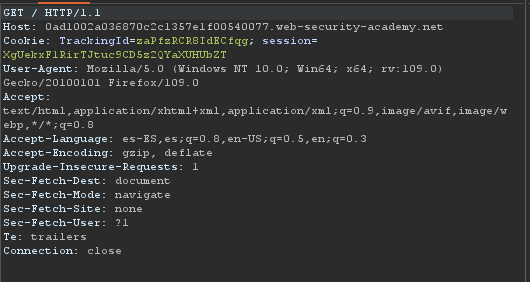 GET / HTTP/1.1
Host: 0ad1002a036870c2c1357e1f00540077.web-security-academy.net
Cookie: TrackingId=zaPfzRCR8IdECfqg; session=
XgUekxFlRirTJtuc9CD5z2QYaXUHUbZT
User-Agent: Mozilla/5.0 (Windows NT 10.0; Win64; x64; rv:109.0)
Gecko/20100101 Firefox/109.0
Accept:
text/html,application/xhtml+xml,application/xml;q=0.9,image/avif,image/w
ebp,*/*;q=0.8
Accept-Language: es-ES,es;q=0.8,en-US;q=0.5,en;q=0.3
Accept-Encoding: gzip, deflate
Upgrade-Insecure-Requests: 1
Sec-Fetch-Dest: document
Sec-Fetch-Mode: navigate
Sec-Fetch-Site: none
Sec-Fetch-User: ?1
Te: trailers
Connection: close